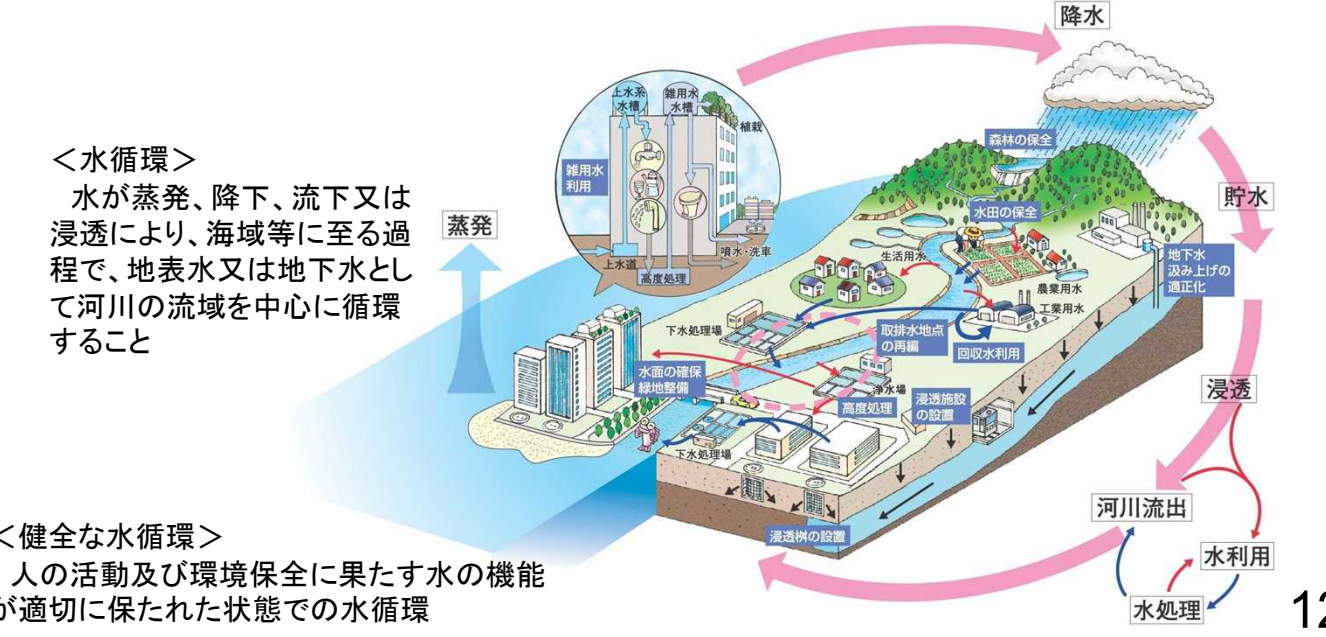 降水
上水系
水槽
雑用水
水槽
植栽
雑用水
利用
上水道
高度処理
噴水・洗車
森林の保全
貯水
<水循環>
水が蒸発、降下、流下又は
浸透により、海域等に至る過
程で、地表水又は地下水とし
て河川の流域を中心に循環
すること
蒸発
水田の保全
生活用水
農業用水
工業用水
地下水
汲み上げの
適正化
下水処理場
取排水地点
の再編
回収水利用
水面の確保
緑地整備
浄水場
高度処理
浸透施設
の設置
浸透
下水処理場
河川流出
浸透桝の設置
<健全な水循環>
人の活動及び環境保全に果たす水の機能
が適切に保たれた状態での水循環
水利用
水処理
12